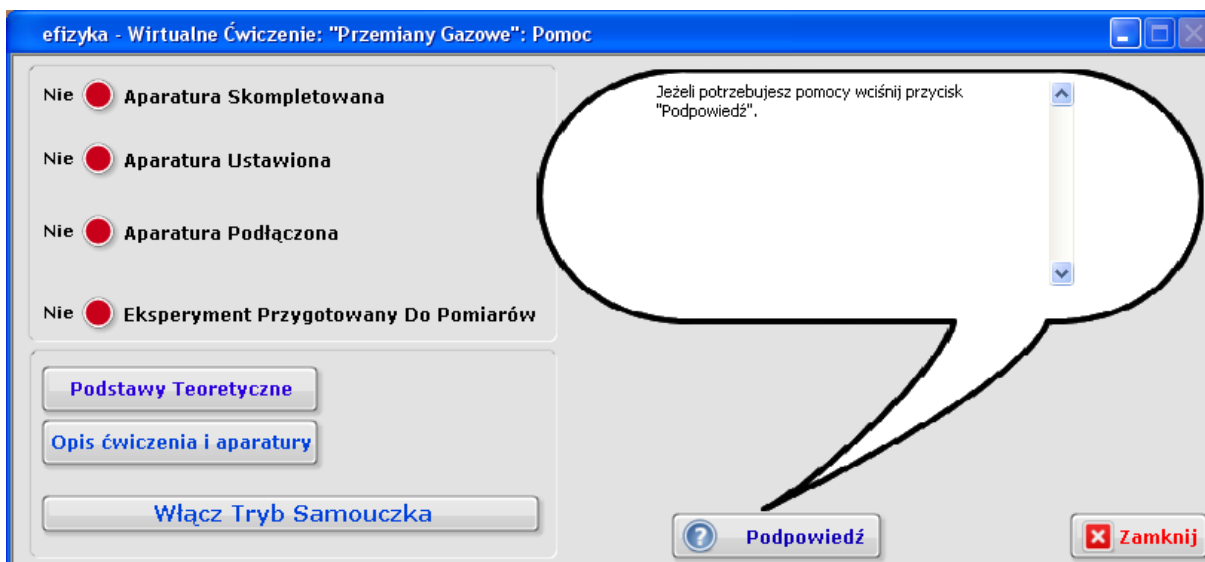 efizyka - Wirtualne Ćwiczenie: "Przemiany Gazowe": Pomoc
Nie Aparatura Skompletowana
Nie Aparatura Ustawiona
Nie Aparatura Podłączona
Nie Eksperyment Przygotowany Do Pomiarów
Jeżeli potrzebujesz pomocy wciśnij przycisk
"Podpowiedź".
Podstawy Teoretyczne
Opis ćwiczenia i aparatury
Włącz Tryb Samouczka
? Podpowiedź
Zamknij